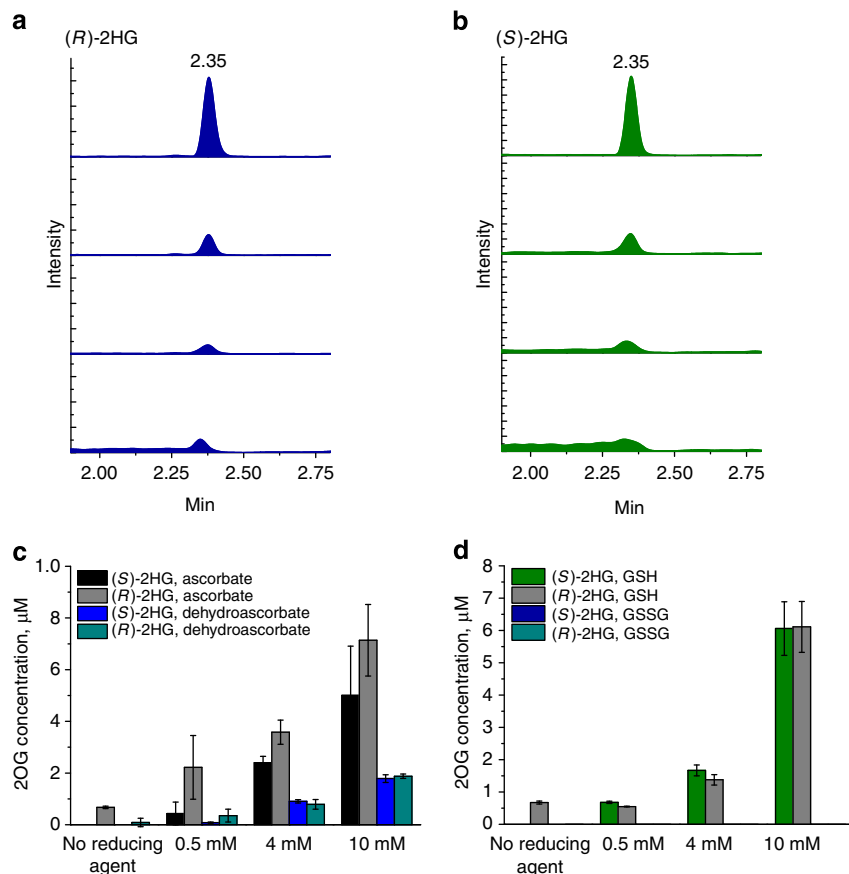 a
(R)-2HG
2.35
Intensity
2.00
2.25
2.50
2.75
Min
b
(S)-2HG
2.35
Intensity
2.00
2.25
2.50
2.75
Min
c
1.0
8
6
4
2
0
2OG concentration, μM
(S)-2HG, ascorbate
(R)-2HG, ascorbate
(S)-2HG, dehydroascorbate
(R)-2HG, dehydroascorbate
No reducing
agent
0.5 mM
4 mM
10 mM
d
8
7
6
5
4
3
2
1
0
2OG concentration, μM
(S)-2HG, GSH
(R)-2HG, GSH
(S)-2HG, GSSG
(R)-2HG, GSSG
No reducing
agent
0.5 mM
4 mM
10 mM